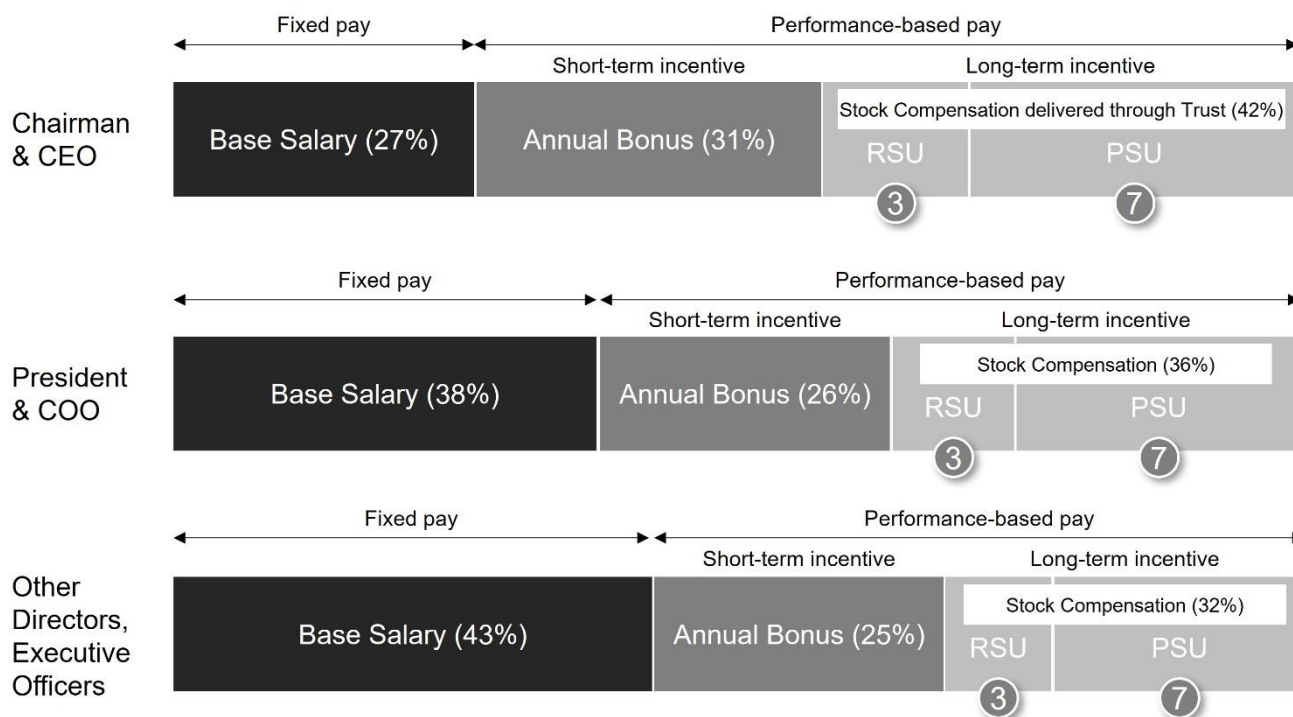 Fixed pay Performance-based pay
Short-term incentive Long-term incentive
Chairman
& CEO
Base Salary (27%) Annual Bonus (31%) Stock Compensation delivered through Trust (42%)
RSU PSU
3 7
Fixed pay Performance-based pay
Short-term incentive Long-term incentive
President
& COO
Base Salary (38%) Annual Bonus (26%) Stock Compensation (36%)
RSU PSU
3 7
Fixed pay Performance-based pay
Short-term incentive Long-term incentive
Other
Directors,
Executive
Officers
Base Salary (43%) Annual Bonus (25%) Stock Compensation (32%)
RSU PSU
3 7